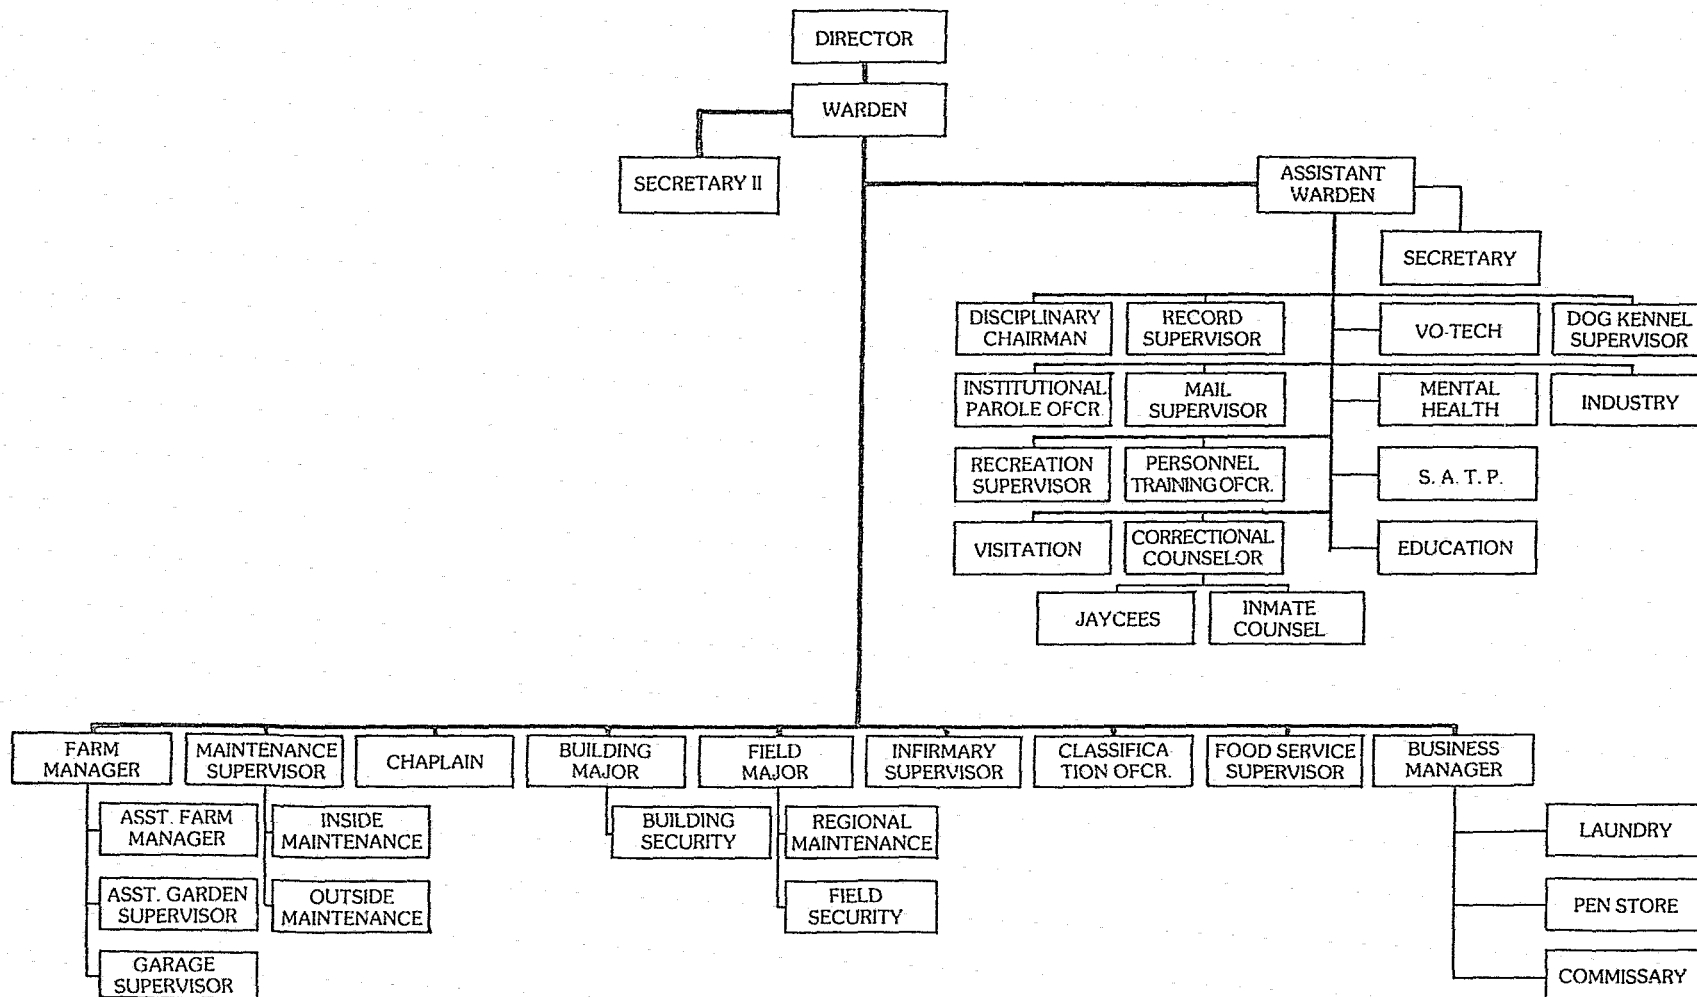 DIRECTOR
WARDEN
SECRETARY II
ASSISTANT
WARDEN
SECRETARY
DISCIPLINARY
CHAIRMAN
RECORD
SUPERVISOR
VO-TECH
DOG KENNEL
SUPERVISOR
INSTITUTIONAL
PAROLE OFCR.
MAIL
SUPERVISOR
MENTAL
HEALTH
INDUSTRY
RECREATION
SUPERVISOR
PERSONNEL
TRAINING OFCR.
S. A. T. P.
VISITATION
CORRECTIONAL
COUNSELOR
EDUCATION
JAYCEES
INMATE
COUNSEL
FARM
MANAGER
MAINTENANCE
SUPERVISOR
CHAPLAIN
BUILDING
MAJOR
FIELD
MAJOR
INFIRMARY
SUPERVISOR
CLASSIFICA
TION OFCR.
FOOD SERVICE
SUPERVISOR
BUSINESS
MANAGER
ASST. FARM
MANAGER
INSIDE
MAINTENANCE
BUILDING
SECURITY
REGIONAL
MAINTENANCE
LAUNDRY
ASST. GARDEN
SUPERVISOR
OUTSIDE
MAINTENANCE
FIELD
SECURITY
PEN STORE
GARAGE
SUPERVISOR
COMMISSARY